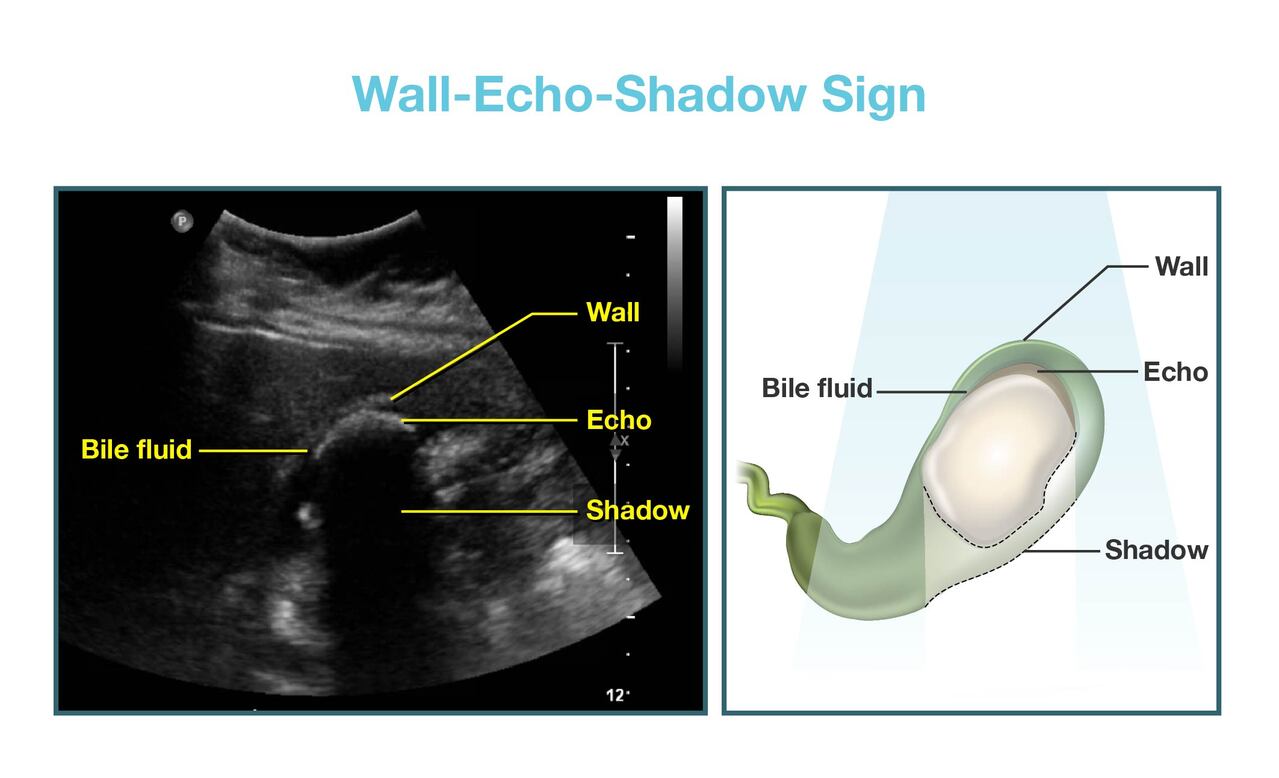 Wall-Echo-Shadow Sign
P
Wall
Echo
X
Bile fluid
Shadow
12
Wall
Echo
Bile fluid
Shadow